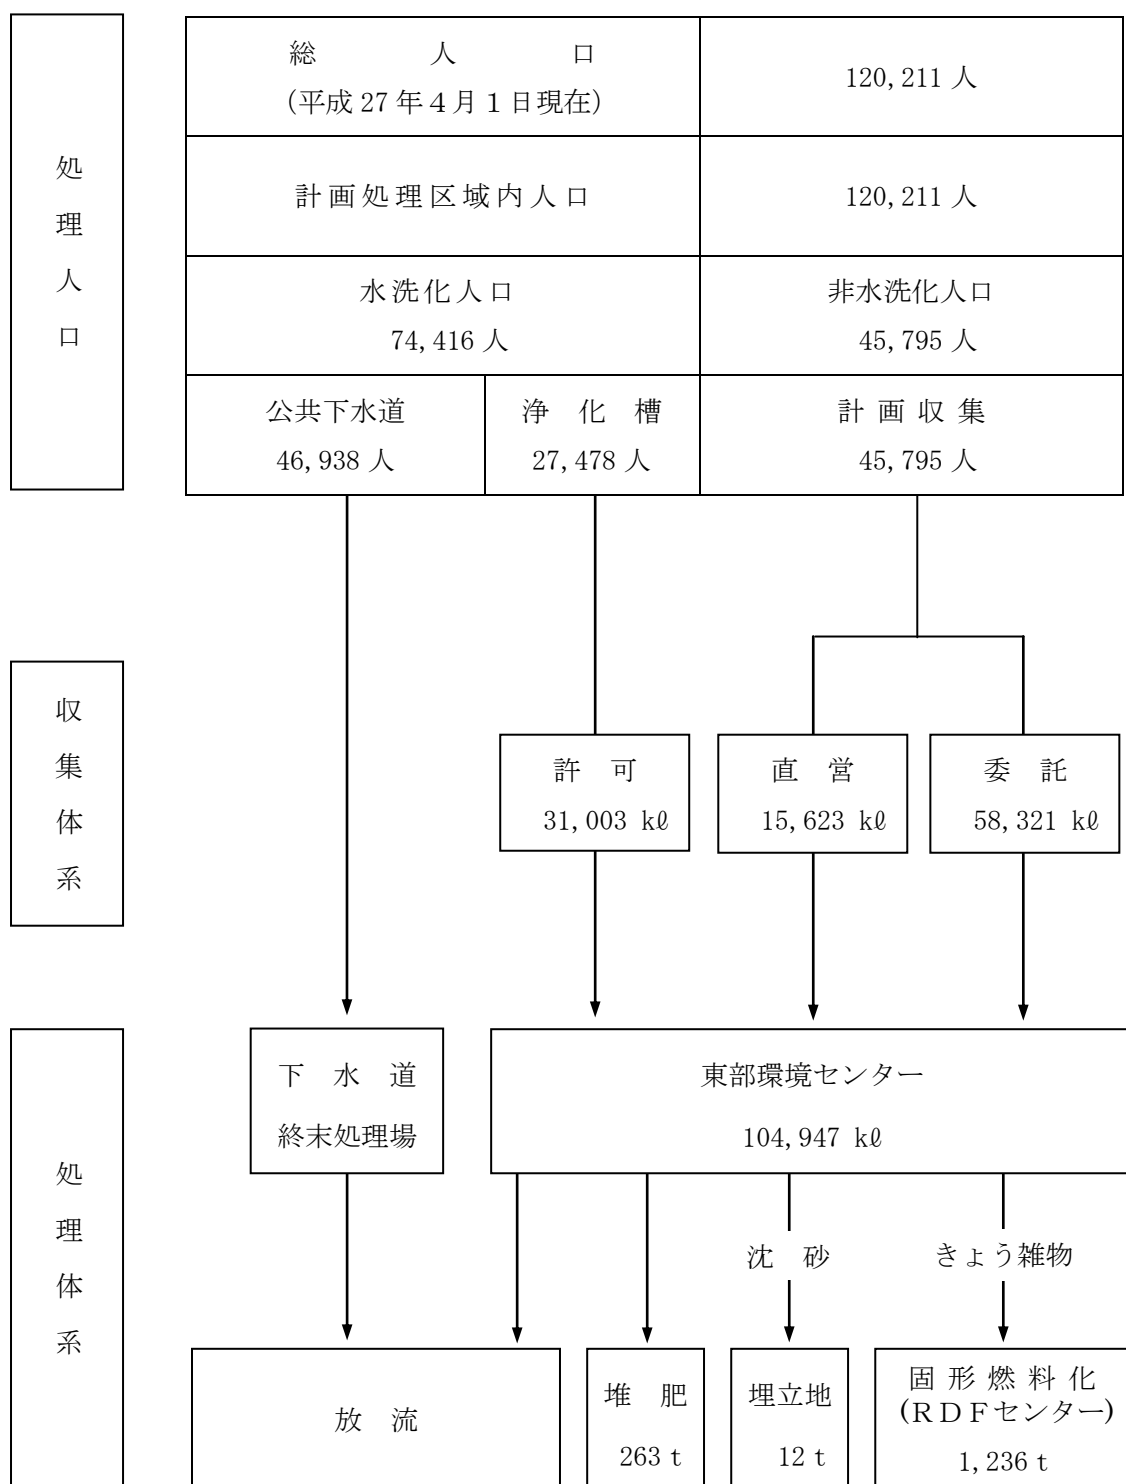 処理人口
総人口
120,211 人
(平成 27 年４月１日現在)
計画処理区域内人口
120,211 人
水洗化人口
74,416 人
非水洗化人口
45,795 人
公共下水道
46,938 人
浄化槽
27,478 人
計画収集
45,795 人
収集体系
許可
31,003 kℓ
直営
15,623 kℓ
委託
58,321 kℓ
処理体系
下水道
終末処理場
東部環境センター
104,947 kℓ
沈砂
きょう雑物
放流
堆肥
263 t
埋立地
12 t
固形燃料化
(ＲＤＦセンター)
1,236 t